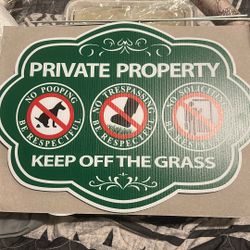 PRIVATE PROPERTY
NO POOPING
BE RESPECTFUL
NO TRESPASSING
BE RESPECTFUL
NO SOLICITING
BE RESPECTFUL
KEEP OFF THE GRASS